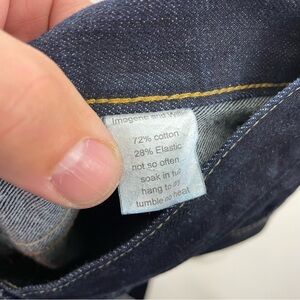 Imogene and Willie
72% cotton
28% Elastic
not so often
soak in tub
hang to dry
tumble no heat